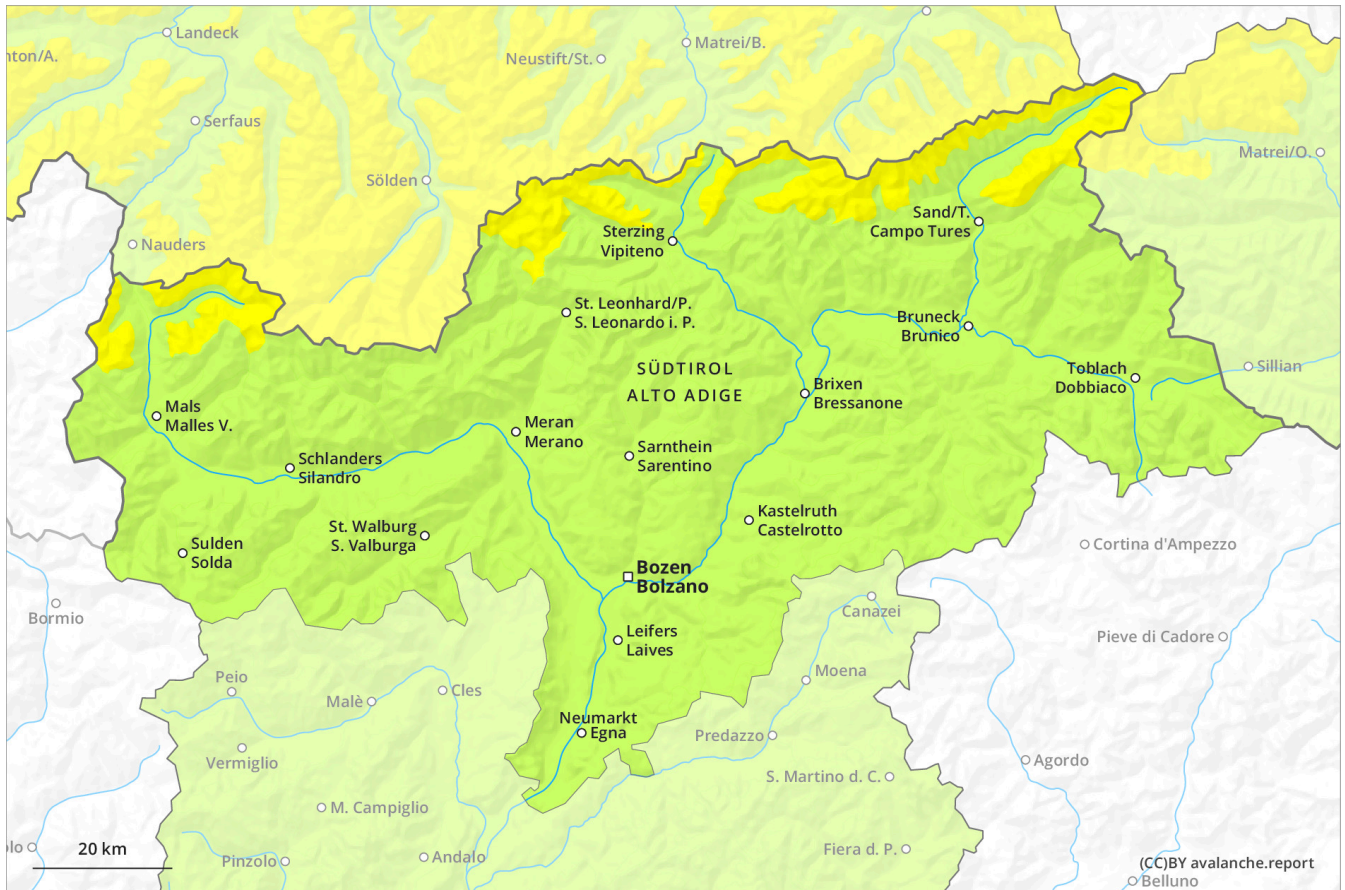 Landeck
Matrei/B.
nton/A.
Neustift/St.
Serfaus
Matrei/O.
Sölden
Sand/T.
Campo Tures
Sterzing
Vipiteno
Nauders
St. Leonhard/P.
S. Leonardo i. P.
Bruneck
Brunico
SÜDTIROL
ALTO ADIGE
Toblach
Dobbiaco
Sillian
Brixen
Bressanone
Mals
Malles V.
Meran
Merano
Sarnthein
Sarentino
Schlanders
Silandro
Kastelruth
Castelrotto
St. Walburg
S. Valburga
Sulden
Solda
Cortina d'Ampezzo
Bozen
Bolzano
Bormio
Canazei
Leifers
Laives
Pieve di Cadore
Peio
Moena
Malè
Cles
Neumarkt
Egna
Predazzo
Vermiglio
Agordo
S. Martino d. C.
M. Campiglio
20 km
lo
Pinzolo
Andalo
Fiera d. P.
(CC)BY avalanche.report
Belluno